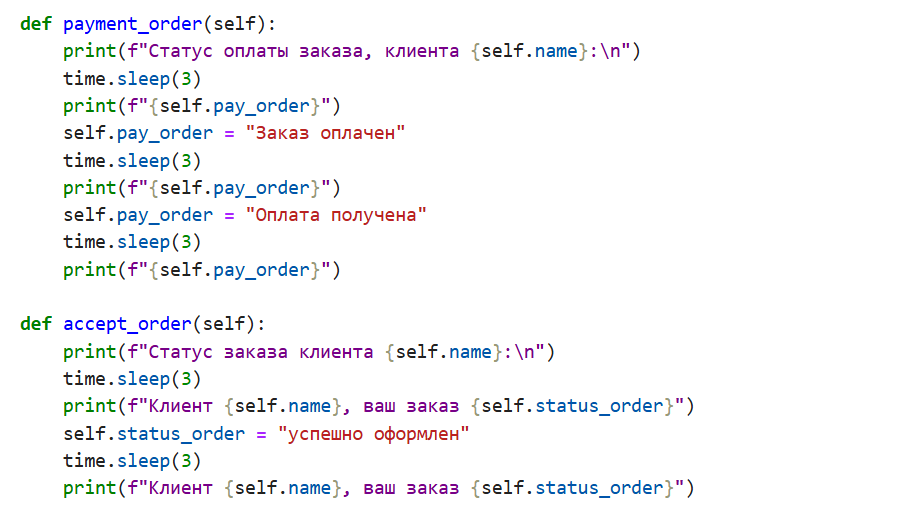 def payment_order(self):
    print(f"Статус оплаты заказа, клиента {self.name}:\n")
    time.sleep(3)
    print(f"{self.pay_order}")
    self.pay_order = "Заказ оплачен"
    time.sleep(3)
    print(f"{self.pay_order}")
    self.pay_order = "Оплата получена"
    time.sleep(3)
    print(f"{self.pay_order}")

def accept_order(self):
    print(f"Статус заказа клиента {self.name}:\n")
    time.sleep(3)
    print(f"Клиент {self.name}, ваш заказ {self.status_order}")
    self.status_order = "успешно оформлен"
    time.sleep(3)
    print(f"Клиент {self.name}, ваш заказ {self.status_order}")